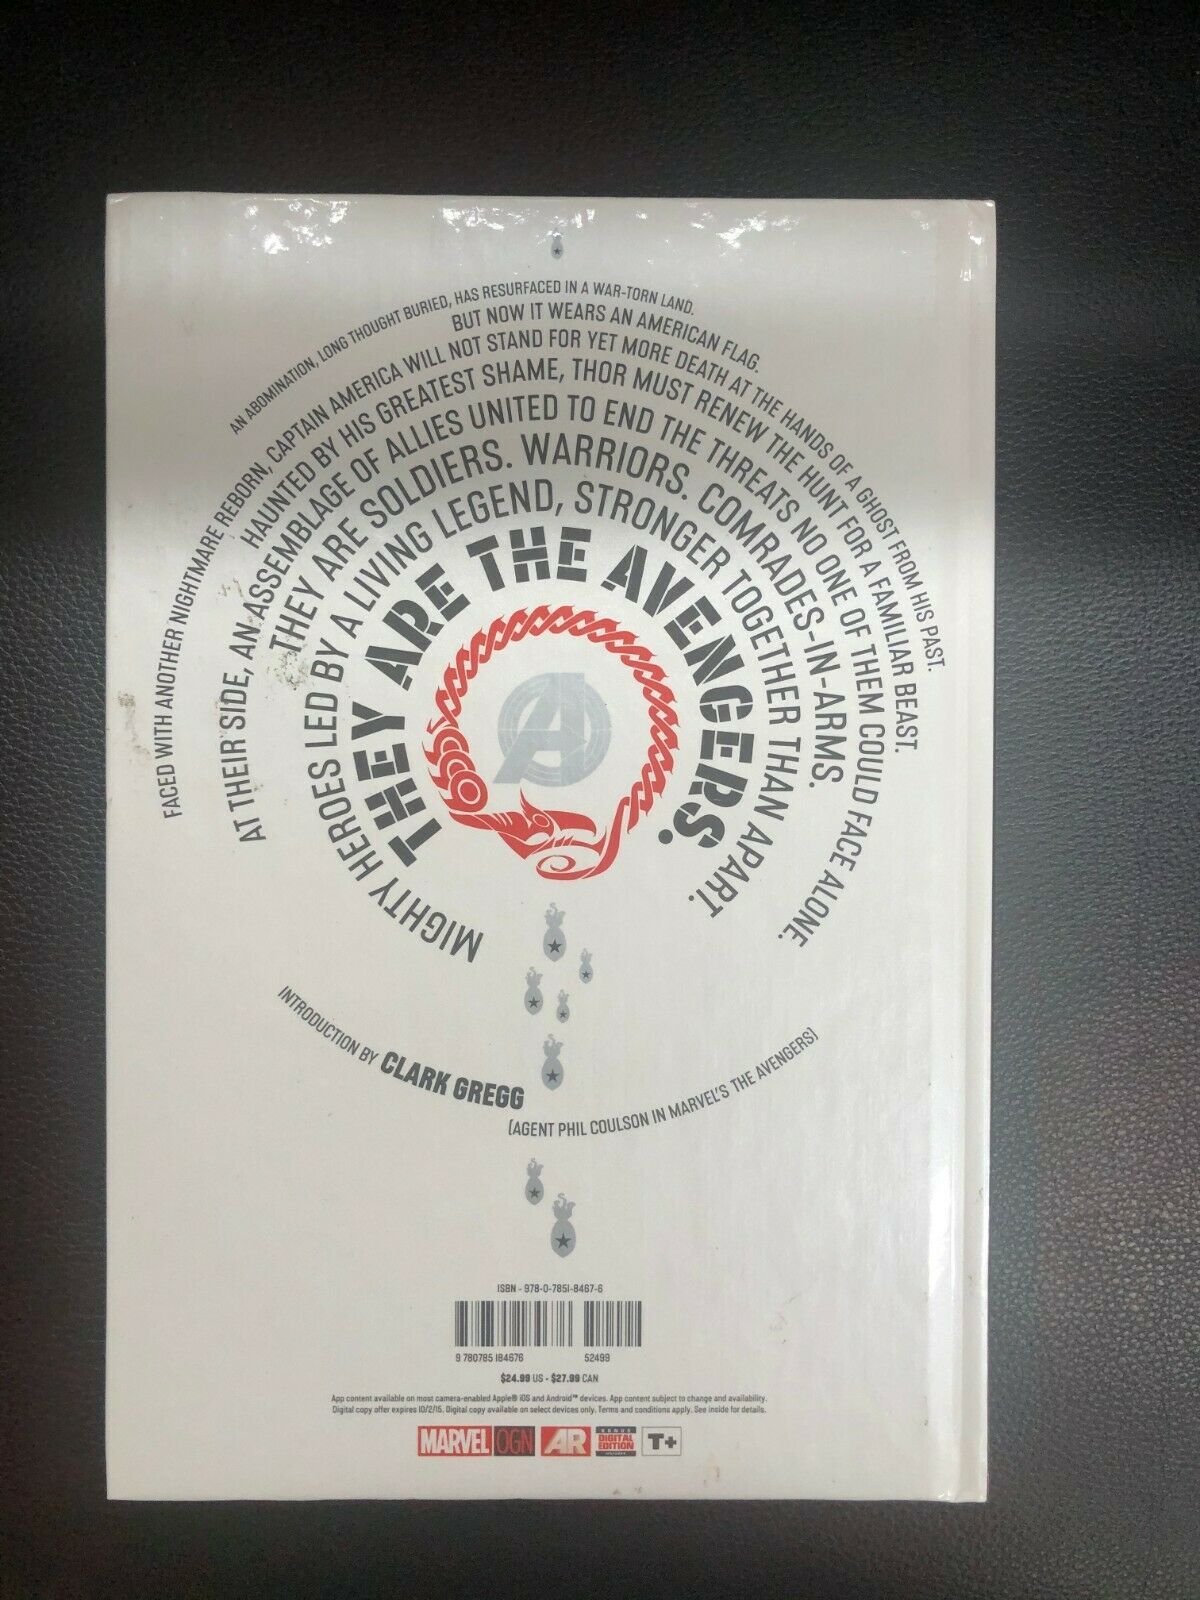 AN ABOMINATION, LONG THOUGHT BURIED, HAS RESURFACED IN A WAR-TORN LAND.
BUT NOW IT WEARS AN AMERICAN FLAG.
FACED WITH ANOTHER NIGHTMARE REBORN, CAPTAIN AMERICA WILL NOT STAND FOR YET MORE DEATH AT THE HANDS OF A GHOST FROM HIS PAST.
HAUNTED BY HIS GREATEST SHAME, THOR MUST RENEW THE HUNT FOR A FAMILIAR BEAST.
AT THEIR SIDE, AN ASSEMBLAGE OF ALLIES UNITED TO END THE THREATS NO ONE OF THEM COULD FACE ALONE.
THEY ARE SOLDIERS. WARRIORS. COMRADES-IN-ARMS.
MIGHTY HEROES LED BY A LIVING LEGEND, STRONGER TOGETHER THAN APART.
THEY ARE THE AVENGERS.
A
INTRODUCTION BY CLARK GREGG
(AGENT PHIL COULSON IN MARVEL'S THE AVENGERS)
ISBN - 978-0-7851-8467-6
9 780785 184676 52499
$24.99 US - $27.99 CAN
App content available on most camera-enabled Apple® iOS and Android™ devices. App content subject to change and availability.
Digital copy offer expires 10/2/15. Digital copy available on select devices only. Terms and conditions apply. See inside for details.
MARVEL OGN AR BONUS DIGITAL EDITION T+